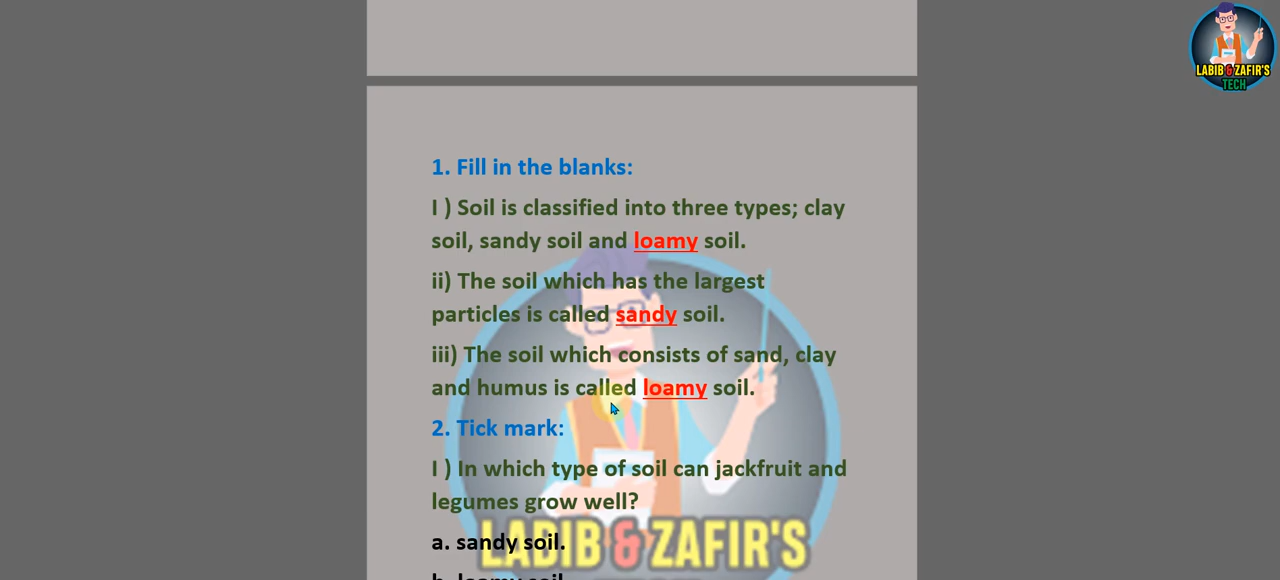 LABIB & ZAFIR'S
TECH
1. Fill in the blanks:
I ) Soil is classified into three types; clay
soil, sandy soil and loamy soil.
ii) The soil which has the largest
particles is called sandy soil.
iii) The soil which consists of sand, clay
and humus is called loamy soil.
2. Tick mark:
I ) In which type of soil can jackfruit and
legumes grow well?
a. sandy soil.
b. loamy soil
LABIB & ZAFIR'S